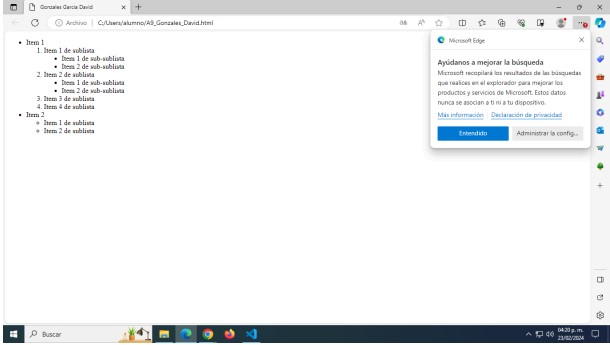 Gonzales Garcia David
Archivo C:/Users/alumno/A9_Gonzales_David.html
Item 1
1. Item 1 de sublista
Item 1 de sub-sublista
Item 2 de sub-sublista
2. Item 2 de sublista
Item 1 de sub-sublista
Item 2 de sub-sublista
3. Item 3 de sublista
4. Item 4 de sublista
Item 2
Item 1 de sublista
Item 2 de sublista
Microsoft Edge
Ayúdanos a mejorar la búsqueda
Microsoft recopilará los resultados de las búsquedas
que realices en el explorador para mejorar los
productos y servicios de Microsoft. Estos datos
nunca se asocian a ti ni a tu dispositivo.
Más información Declaración de privacidad
Entendido Administrar la config...
Buscar
04:20 p. m.
23/02/2024